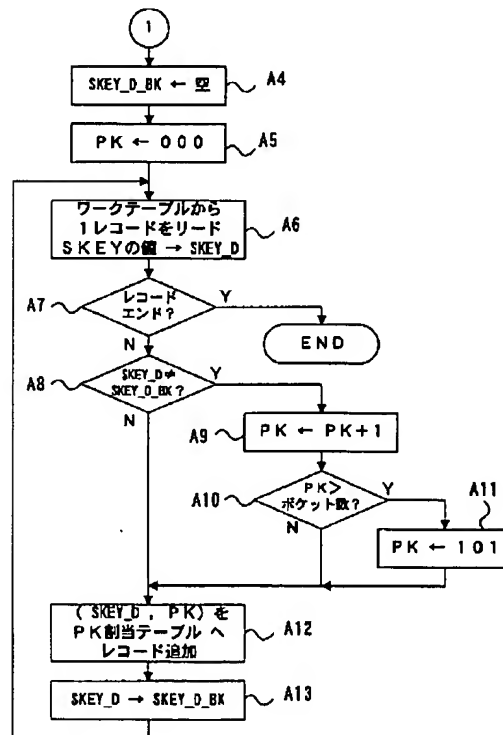 1
SKEY_D_BK ← 空
A4
PK ← 000
A5
ワークテーブルから
1レコードをリード
SKEYの値 → SKEY_D
A6
A7
レコード
エンド?
Y
N
END
A8
SKEY_D≠
SKEY_D_BK?
Y
N
A9
PK ← PK+1
A10
PK>
ポケット数?
Y
N
A11
PK ← 101
( SKEY_D , PK) を
PK割当テーブル へ
レコード追加
A12
SKEY_D → SKEY_D_BK
A13